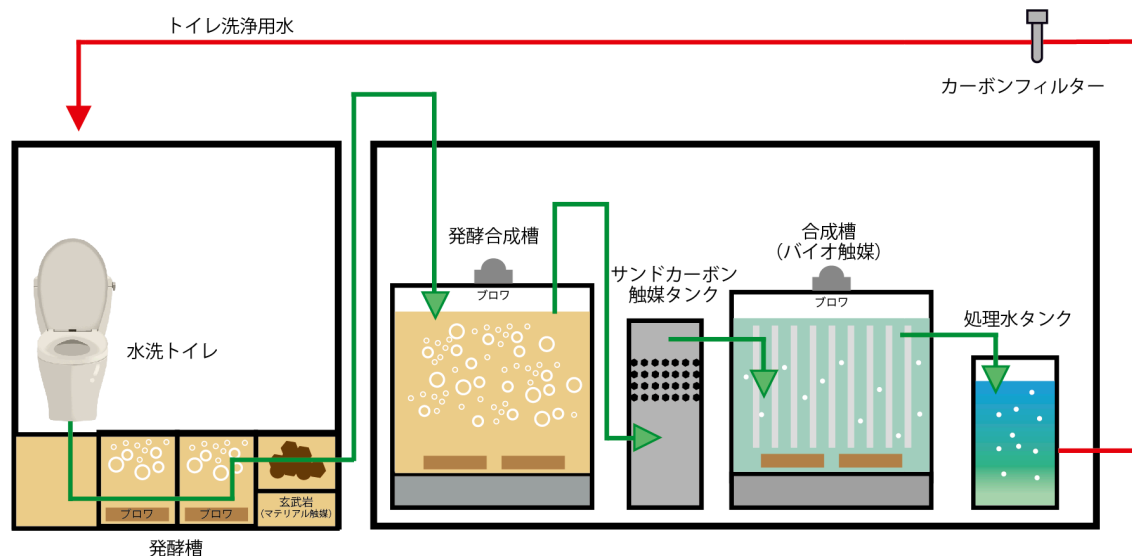 トイレ洗浄用水
カーボンフィルター
発酵合成槽
ブロワ
サンドカーボン
触媒タンク
合成槽
（バイオ触媒）
ブロワ
処理水タンク
水洗トイレ
ブロワ
ブロワ
玄武岩
（マテリアル触媒）
発酵槽